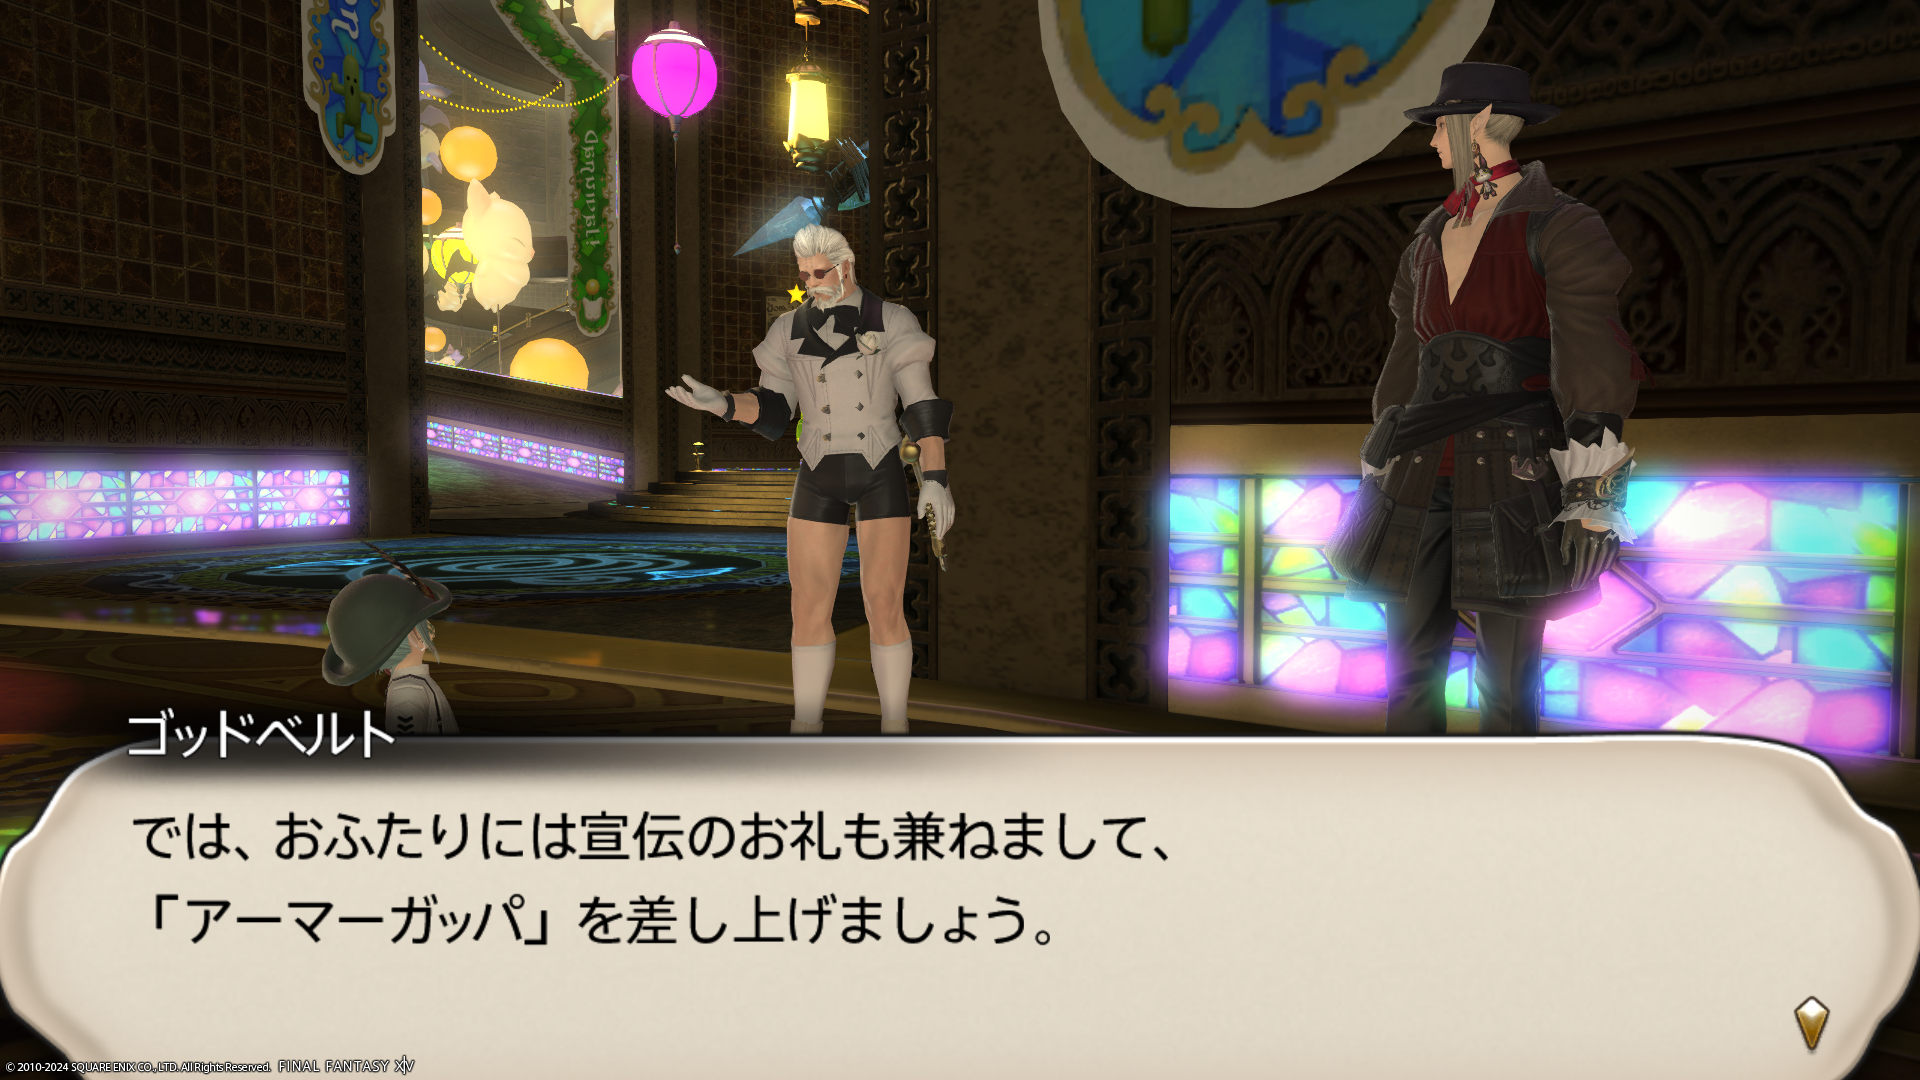 ゴッドベルト
では、おふたりには宣伝のお礼も兼ねまして、
「アーマーガッパ」を差し上げましょう。
© 2010-2024 SQUARE ENIX CO., LTD. All Rights Reserved. FINAL FANTASY XIV